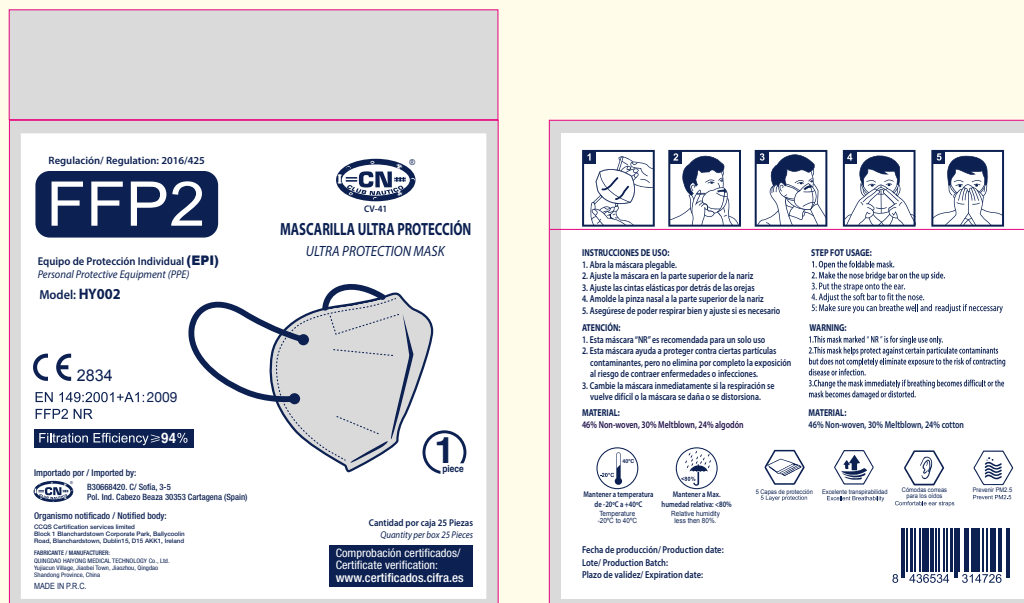 Regulación/ Regulation: 2016/425
FFP2
CN
CLUB NAUTICO
®
CV-41
MASCARILLA ULTRA PROTECCIÓN
ULTRA PROTECTION MASK
Equipo de Protección Individual (EPI)
Personal Protective Equipment (PPE)
Model: HY002
CE 2834
EN 149:2001+A1:2009
FFP2 NR
Filtration Efficiency ≥94%
1
piece
Importado por / Imported by:
CN
B30668420. C/ Sofía, 3-5
Pol. Ind. Cabezo Beaza 30353 Cartagena (Spain)
Organismo notificado / Notified body:
CCQS Certification services limited
Block 1 Blanchardstown Corporate Park, Ballycoolin
Road, Blanchardstown, Dublin15, D15 AKK1, Ireland
FABRICANTE / MANUFACTURER:
QUINGDAO HAIYONG MEDICAL TECHNOLOGY Co., Ltd.
Yujiacun Village, Jiaobei Town, Jiaozhou, Qingdao
Shandong Province, China
MADE IN P.R.C.
Cantidad por caja 25 Piezas
Quantity per box 25 Pieces
Comprobación certificados/
Certificate verification:
www.certificados.cifra.es
1
2
3
4
5
INSTRUCCIONES DE USO:
1. Abra la máscara plegable.
2. Ajuste la máscara en la parte superior de la nariz
3. Ajuste las cintas elásticas por detrás de las orejas
4. Amolde la pinza nasal a la parte superior de la nariz
5. Asegúrese de poder respirar bien y ajuste si es necesario
ATENCIÓN:
1. Esta máscara "NR" es recomendada para un solo uso
2. Esta máscara ayuda a proteger contra ciertas partículas
contaminantes, pero no elimina por completo la exposición
al riesgo de contraer enfermedades o infecciones.
3. Cambie la máscara inmediatamente si la respiración se
vuelve difícil o la máscara se daña o se distorsiona.
MATERIAL:
46% Non-woven, 30% Meltblown, 24% algodón
STEP FOT USAGE:
1. Open the foldable mask.
2. Make the nose bridge bar on the up side.
3. Put the strape onto the ear.
4. Adjust the soft bar to fit the nose.
5: Make sure you can breathe well and readjust if neccessary
WARNING:
1.This mask marked " NR " is for single use only.
2.This mask helps protect against certain particulate contaminants
but does not completely eliminate exposure to the risk of contracting
disease or infection.
3.Change the mask immediately if breathing becomes difficult or the
mask becomes damaged or distorted.
MATERIAL:
46% Non-woven, 30% Meltblown, 24% cotton
40ºC
-20ºC
Mantener a temperatura
de -20ºC a +40ºC
Temperature
-20ºC to 40ºC
<80%
Mantener a Max.
humedad relativa: <80%
Relative humidity
less then 80%.
5 Capas de protección
5 Layer protection
Excelente transpirabilidad
Excellent Breathability
Cómodas correas
para los oídos
Comfortable ear straps
Prevenir PM2.5
Prevent PM2.5
Fecha de producción/ Production date:
Lote/ Production Batch:
Plazo de validez/ Expiration date:
8 436534 314726